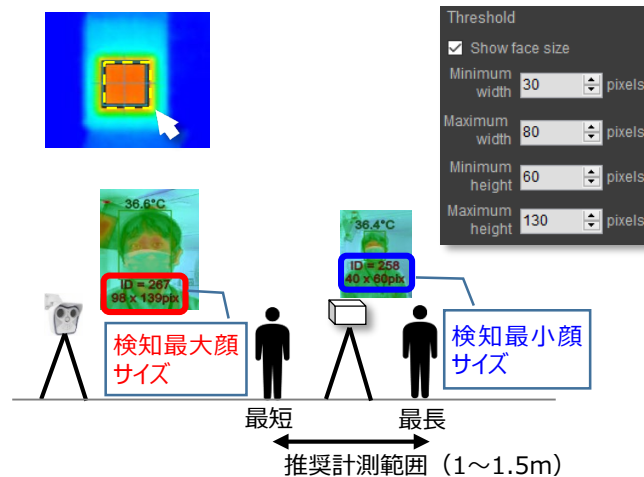 Threshold
Show face size
Minimum width 30 pixels
Maximum width 80 pixels
Minimum height 60 pixels
Maximum height 130 pixels
36.6°C
ID = 267
98 x 139pix
36.4°C
ID = 258
40 x 60pix
検知最大顔
サイズ
検知最小顔
サイズ
最短
最長
推奨計測範囲（1～1.5m）